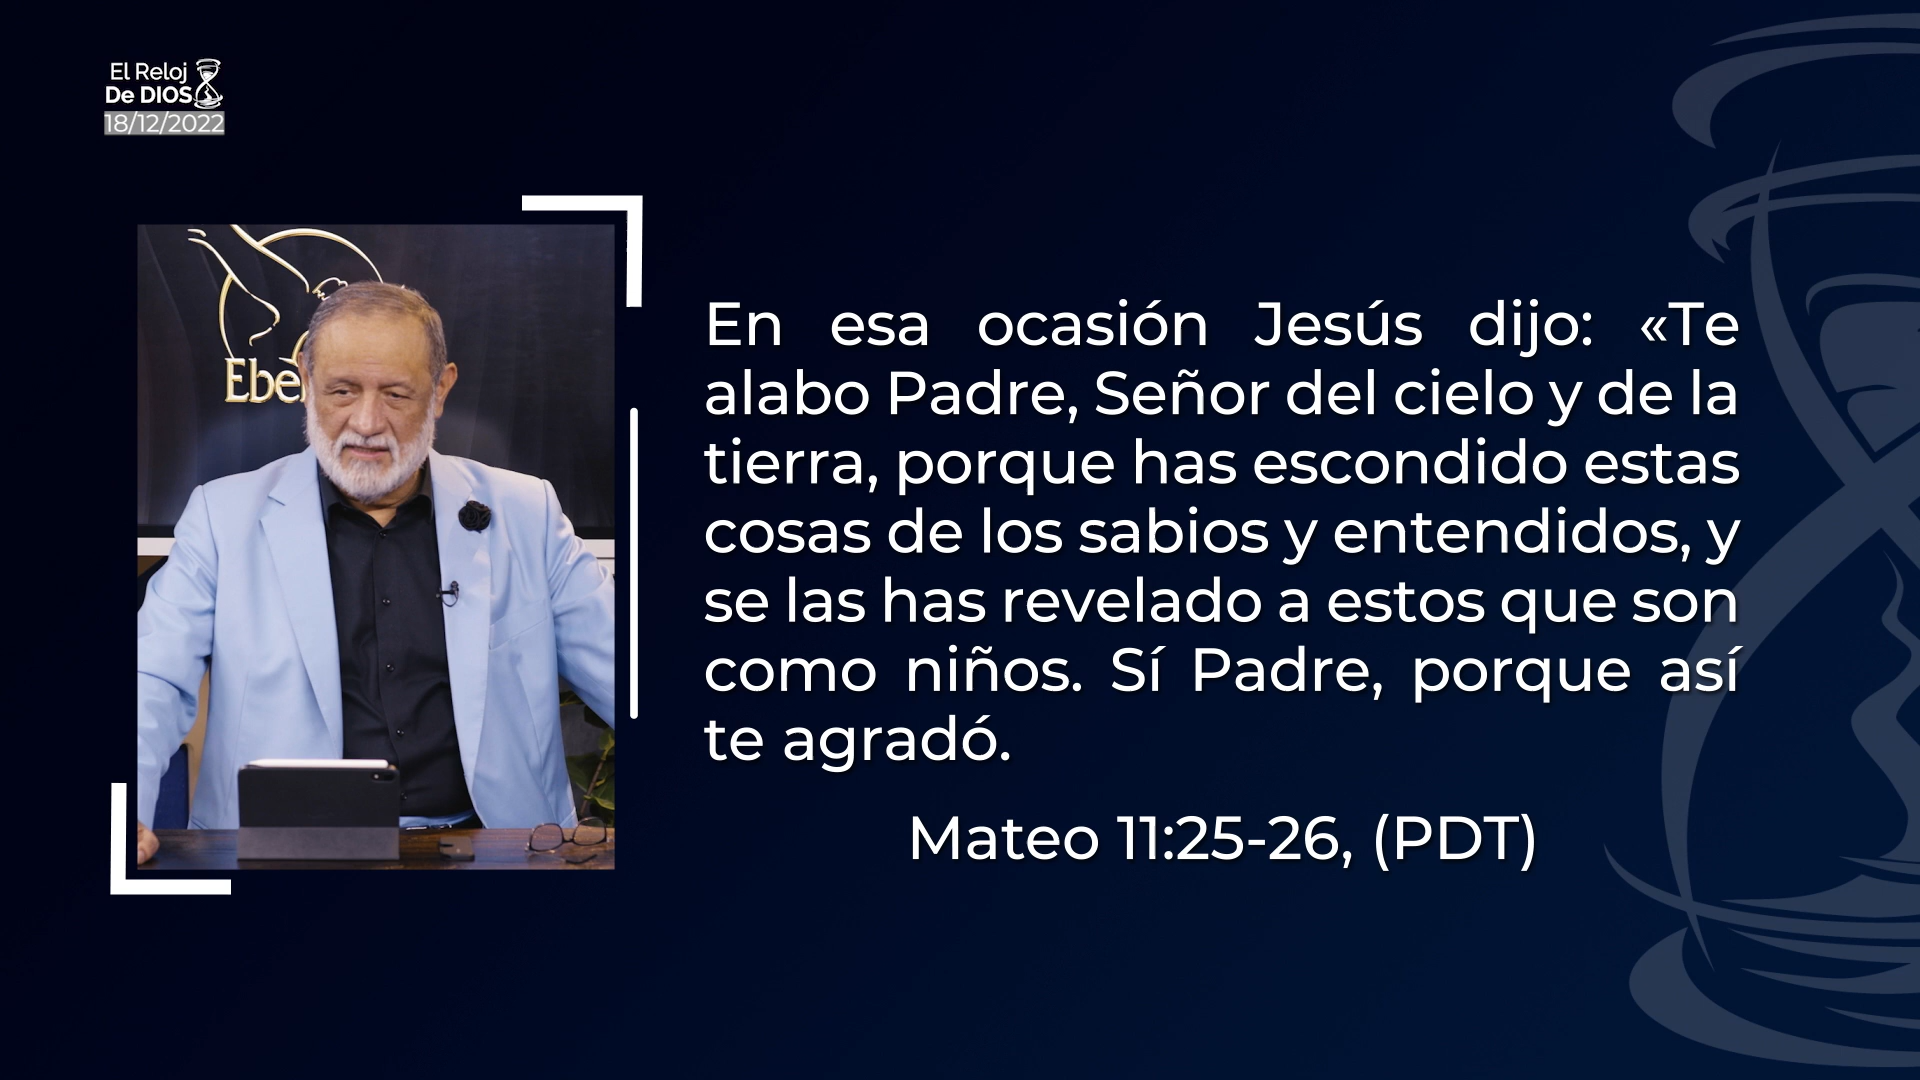 El Reloj
De DIOS
18/12/2022
En esa ocasión Jesús dijo: «Te
alabo Padre, Señor del cielo y de la
tierra, porque has escondido estas
cosas de los sabios y entendidos, y
se las has revelado a estos que son
como niños. Sí Padre, porque así
te agradó.
Mateo 11:25-26, (PDT)